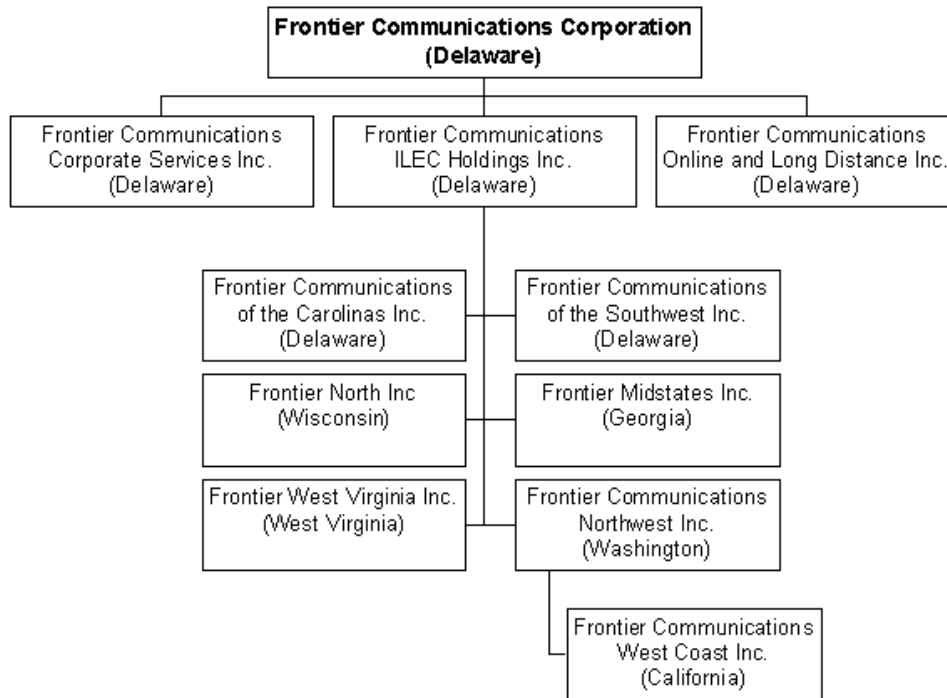 Frontier Communications Corporation
(Delaware)
Frontier Communications
Corporate Services Inc.
(Delaware)
Frontier Communications
ILEC Holdings Inc.
(Delaware)
Frontier Communications
Online and Long Distance Inc.
(Delaware)
Frontier Communications
of the Carolinas Inc.
(Delaware)
Frontier Communications
of the Southwest Inc.
(Delaware)
Frontier North Inc
(Wisconsin)
Frontier Midstates Inc.
(Georgia)
Frontier West Virginia Inc.
(West Virginia)
Frontier Communications
Northwest Inc.
(Washington)
Frontier Communications
West Coast Inc.
(California)